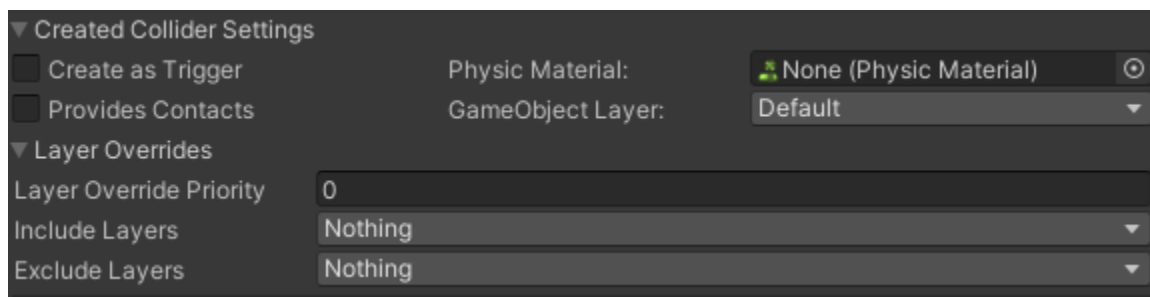 Created Collider Settings
Create as Trigger Physic Material: None (Physic Material)
Provides Contacts GameObject Layer: Default
Layer Overrides
Layer Override Priority 0
Include Layers Nothing
Exclude Layers Nothing